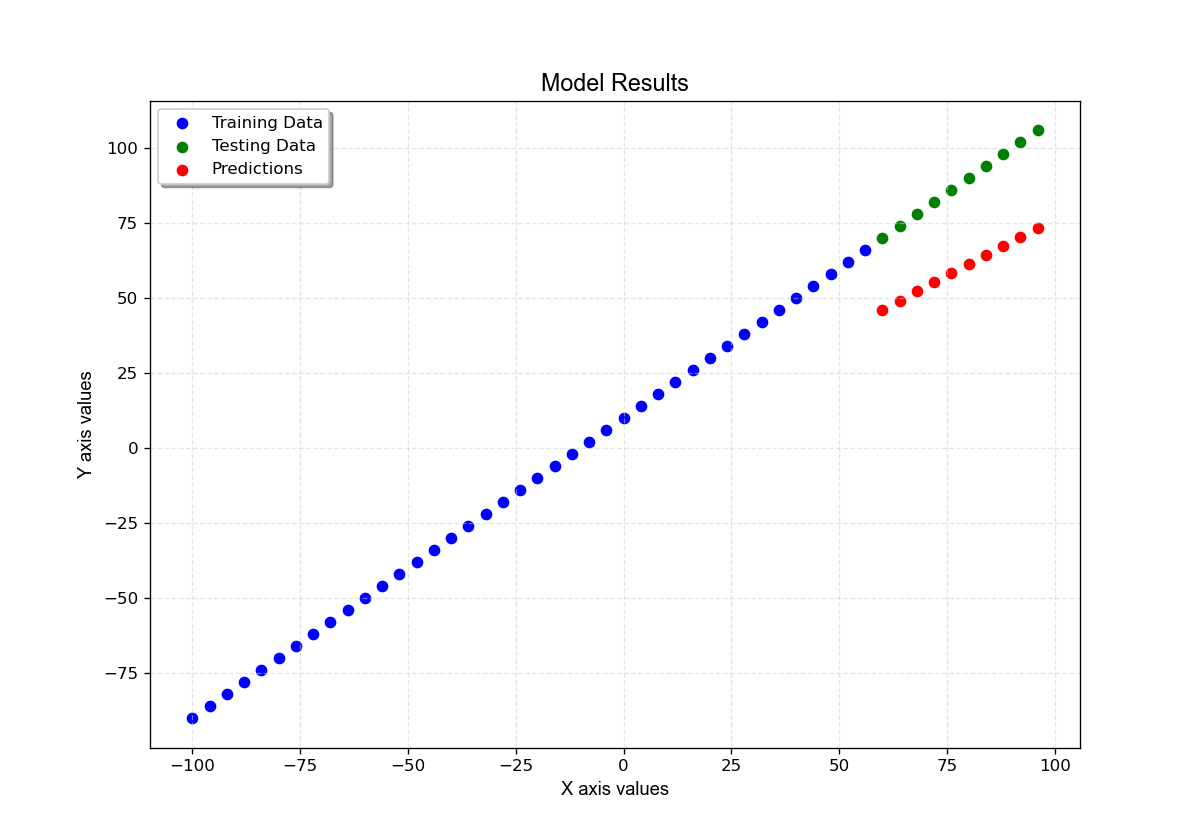 Model Results
Training Data
Testing Data
Predictions
100
75
50
25
0
−25
−50
−75
Y axis values
−100
−75
−50
−25
0
25
50
75
100
X axis values